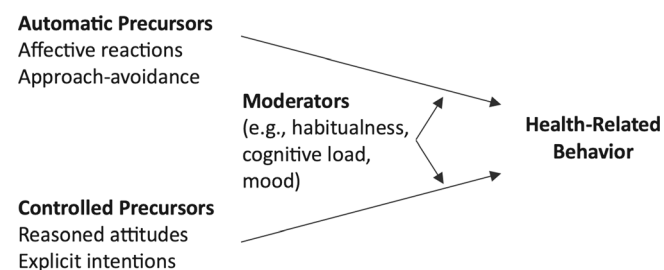 Automatic Precursors
Affective reactions
Approach-avoidance
Moderators
(e.g., habitualness,
cognitive load,
mood)
Health-Related
Behavior
Controlled Precursors
Reasoned attitudes
Explicit intentions